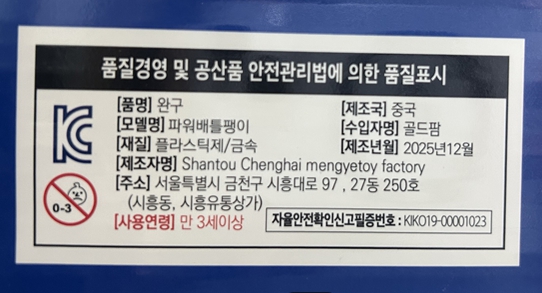 품질경영 및 공산품 안전관리법에 의한 품질표시
[품명] 완구 [제조국] 중국
[모델명] 파워배틀팽이 [수입자명] 골드팜
[재질] 플라스틱제/금속 [제조년월] 2025년12월
[제조자명] Shantou Chenghai mengyetoy factory
[주소] 서울특별시 금천구 시흥대로 97 , 27동 250호
(시흥동, 시흥유통상가)
[사용연령] 만 3세이상 자율안전확인신고필증번호 : KIKO19-00001023
KC
0-3